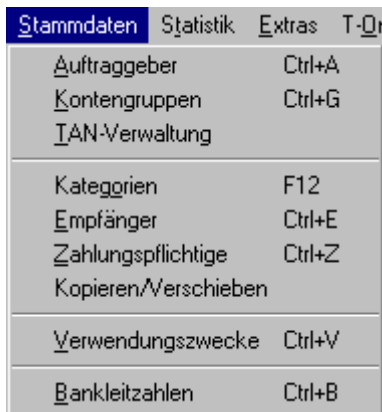 Stammdaten Statistik Extras T-On
Auftraggeber Ctrl+A
Kontengruppen Ctrl+G
TAN-Verwaltung
Kategorien F12
Empfänger Ctrl+E
Zahlungspflichtige Ctrl+Z
Kopieren/Verschieben
Verwendungszwecke Ctrl+V
Bankleitzahlen Ctrl+B